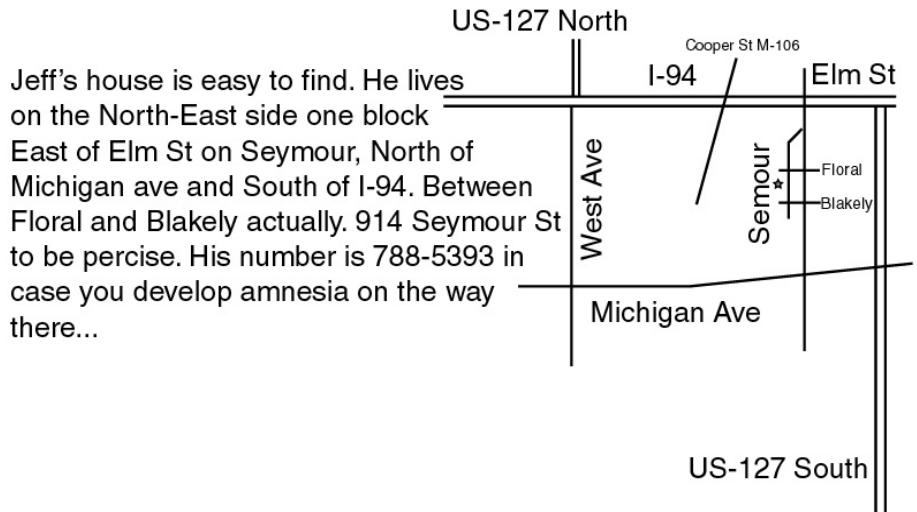 US-127 North
Cooper St M-106
I-94
Elm St
Jeff's house is easy to find. He lives
on the North-East side one block
East of Elm St on Seymour, North of
Michigan ave and South of I-94. Between
Floral and Blakely actually. 914 Seymour St
to be percise. His number is 788-5393 in
case you develop amnesia on the way
there...
West Ave
Semour
Floral
Blakely
Michigan Ave
US-127 South